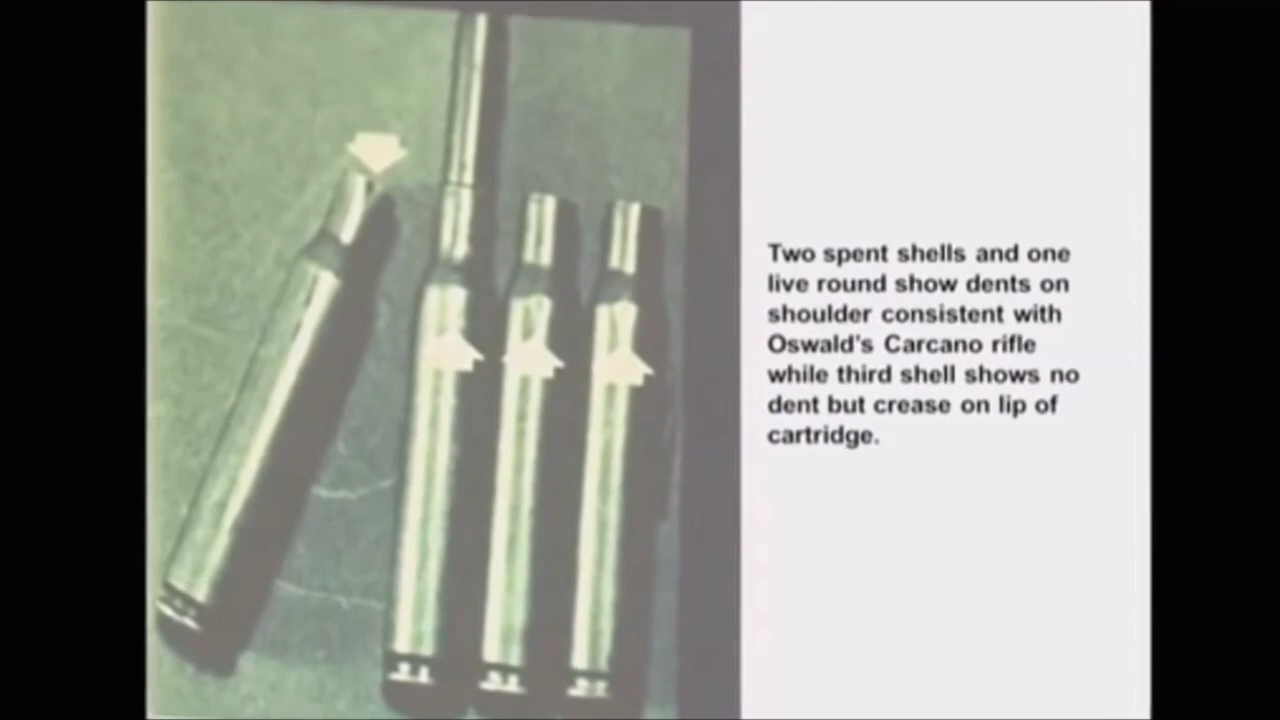 Two spent shells and one
live round show dents on
shoulder consistent with
Oswald's Carcano rifle
while third shell shows no
dent but crease on lip of
cartridge.